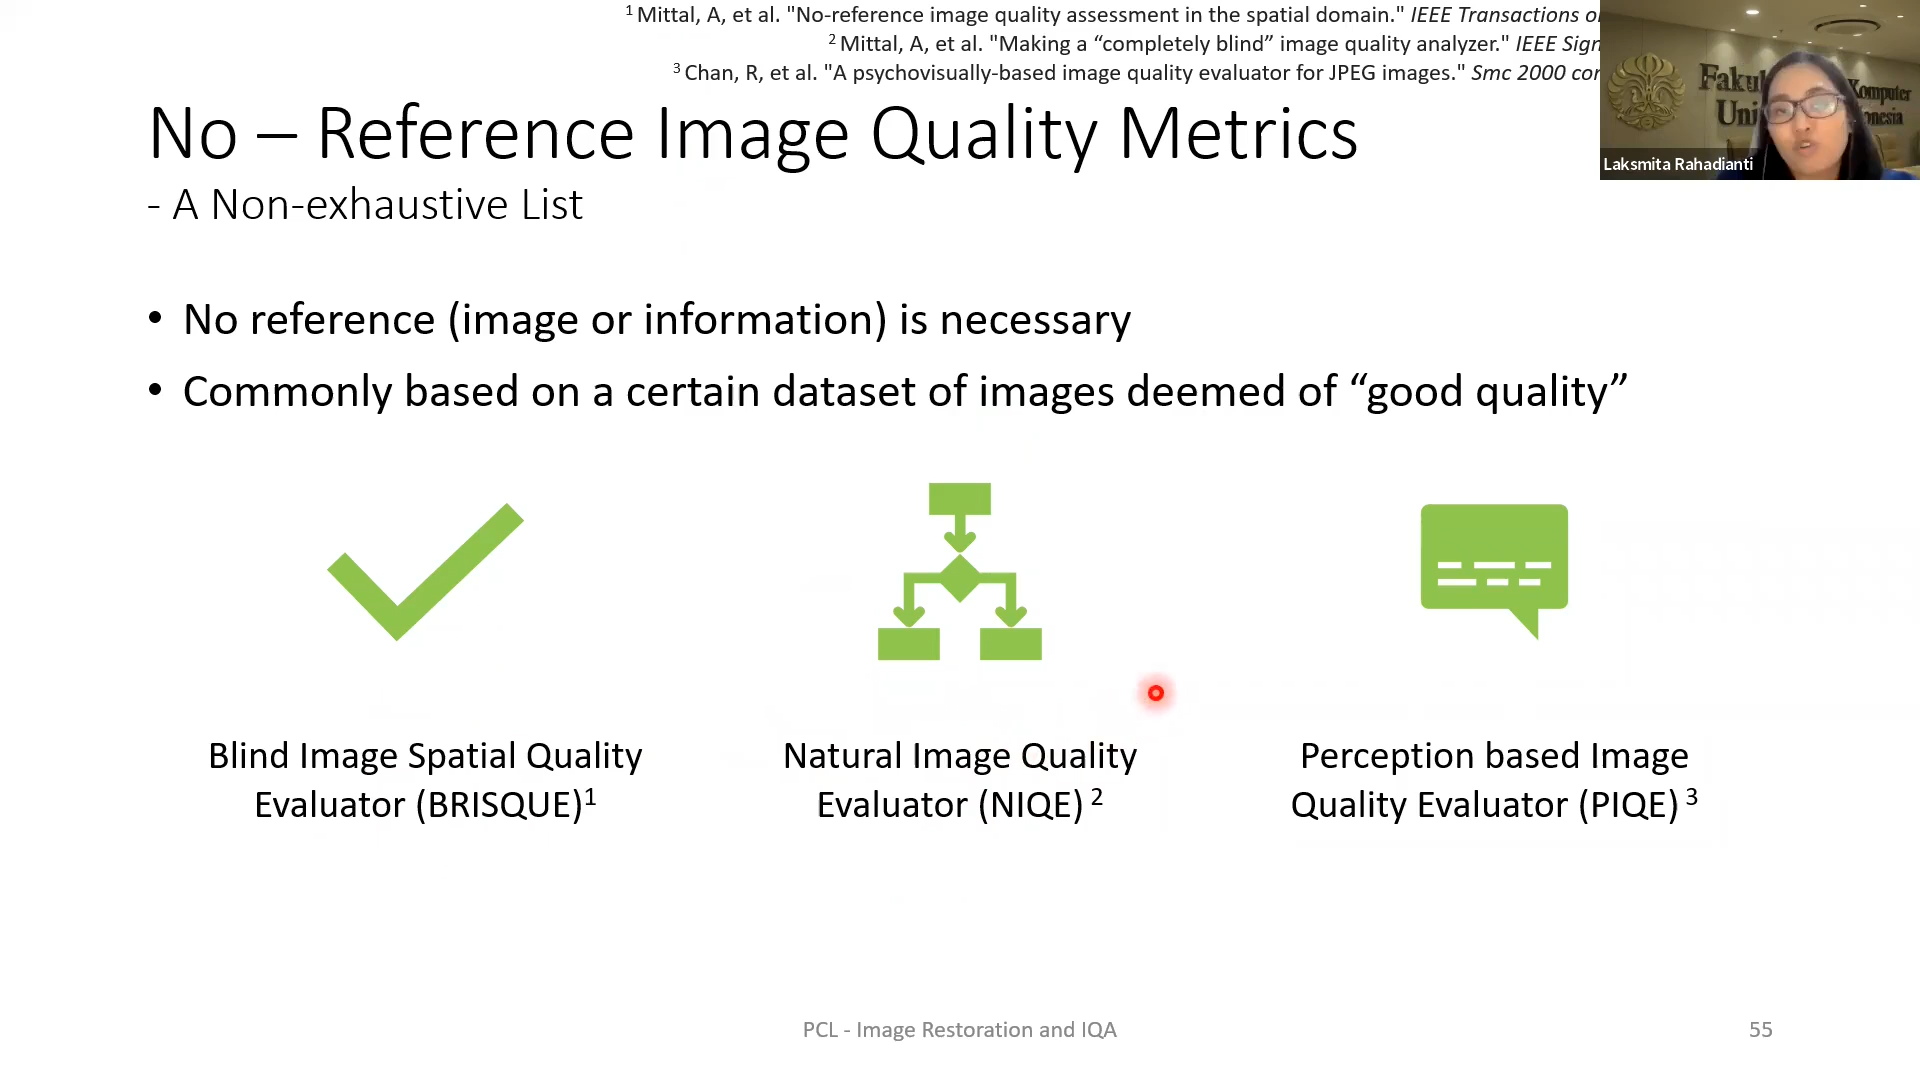 1 Mittal, A, et al. "No-reference image quality assessment in the spatial domain." IEEE Transactions
2 Mittal, A, et al. "Making a “completely blind” image quality analyzer." IEEE
3 Chan, R, et al. "A psychovisually-based image quality evaluator for JPEG images." Smc 2000
No – Reference Image Quality Metrics
- A Non-exhaustive List
Komputer
Laksmita Rahadianti
• No reference (image or information) is necessary
• Commonly based on a certain dataset of images deemed of “good quality”
Blind Image Spatial Quality
Evaluator (BRISQUE)1
Natural Image Quality
Evaluator (NIQE) 2
Perception based Image
Quality Evaluator (PIQE) 3
PCL - Image Restoration and IQA
55